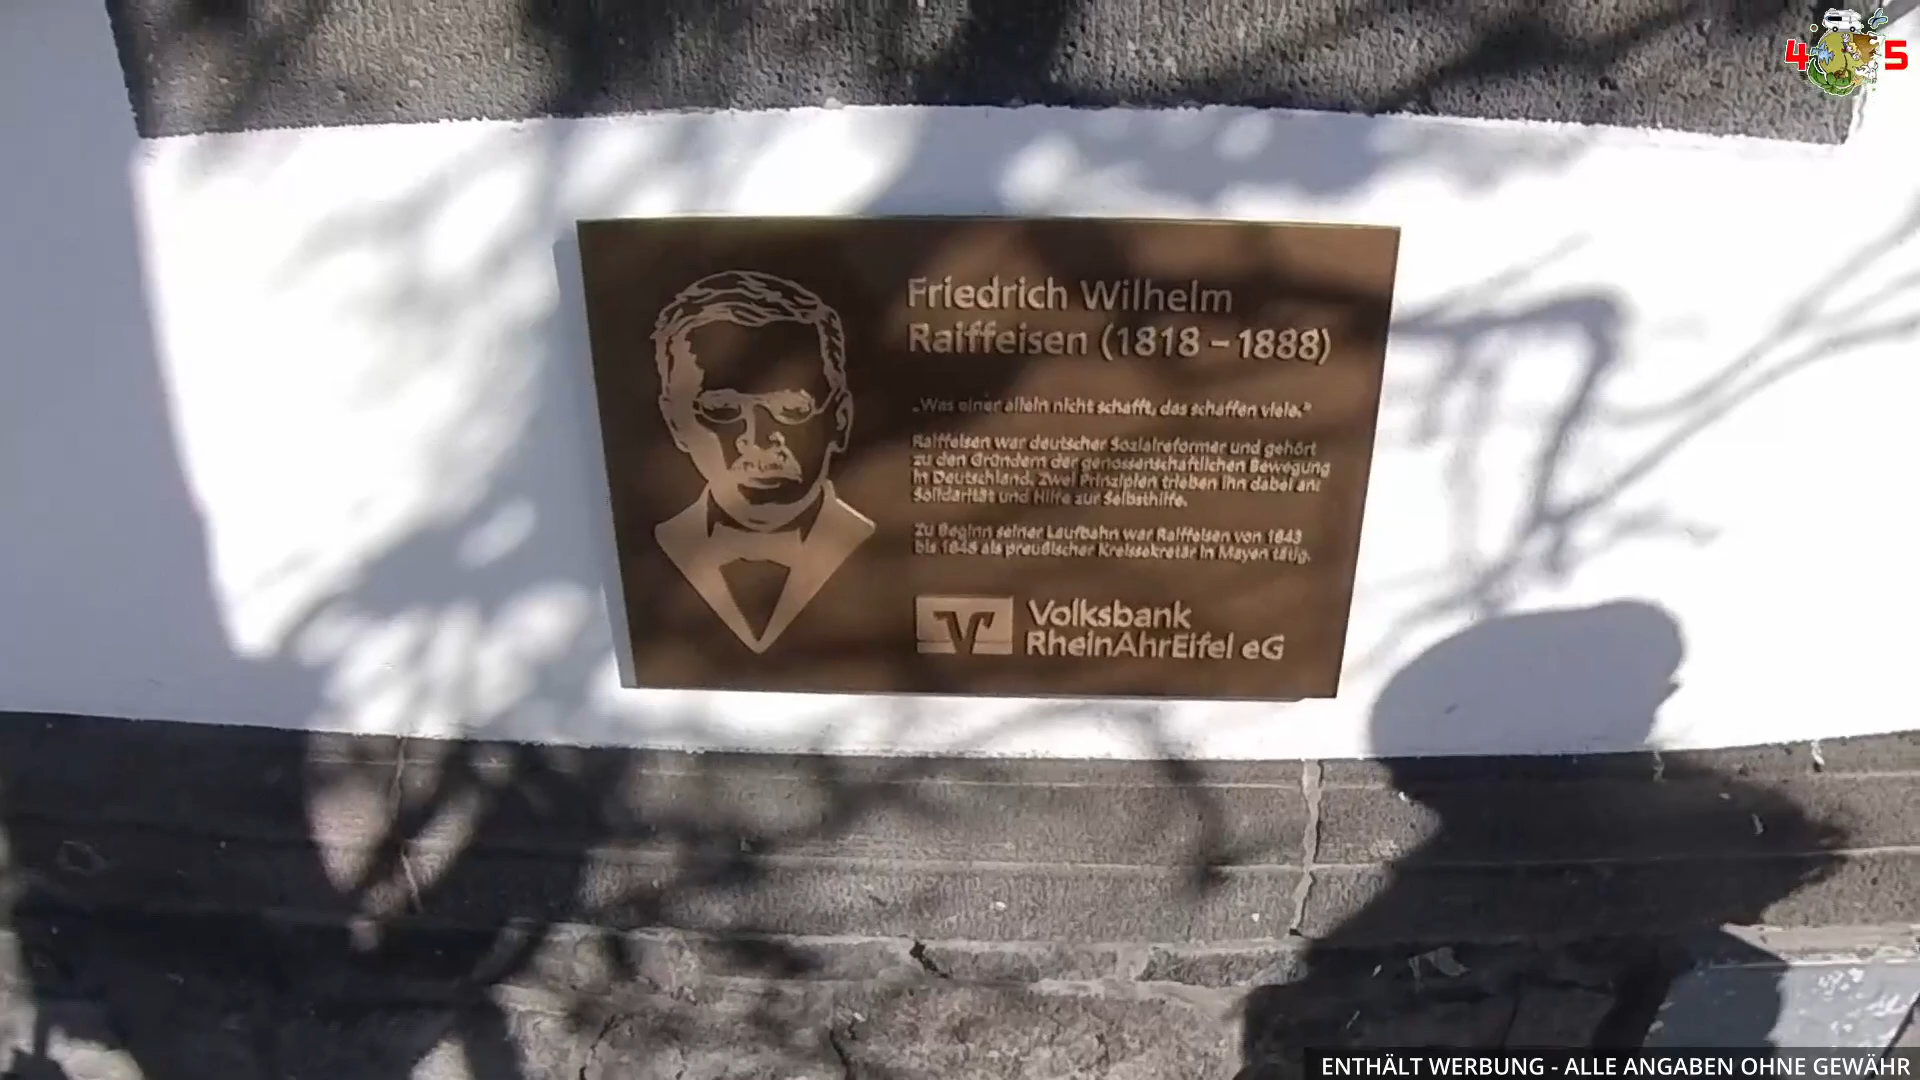 4 5
Friedrich Wilhelm
Raiffeisen (1818 – 1888)
„Was einer allein nicht schafft, das schaffen viele.“
Raiffeisen war deutscher Sozialreformer und gehört
zu den Gründern der genossenschaftlichen Bewegung
in Deutschland. Zwei Prinzipien trieben ihn dabei an:
Solidarität und Hilfe zur Selbsthilfe.
Zu Beginn seiner Laufbahn war Raiffeisen von 1843
bis 1845 als preußischer Kreissekretär in Mayen tätig.
Volksbank
RheinAhrEifel eG
ENTHÄLT WERBUNG - ALLE ANGABEN OHNE GEWÄHR